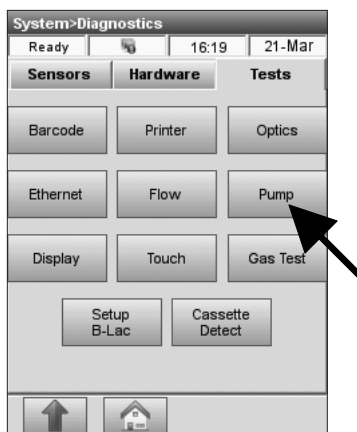 System>Diagnostics
Ready 16:19 21-Mar
Sensors Hardware Tests
Barcode Printer Optics
Ethernet Flow Pump
Display Touch Gas Test
Setup B-Lac
Cassette Detect